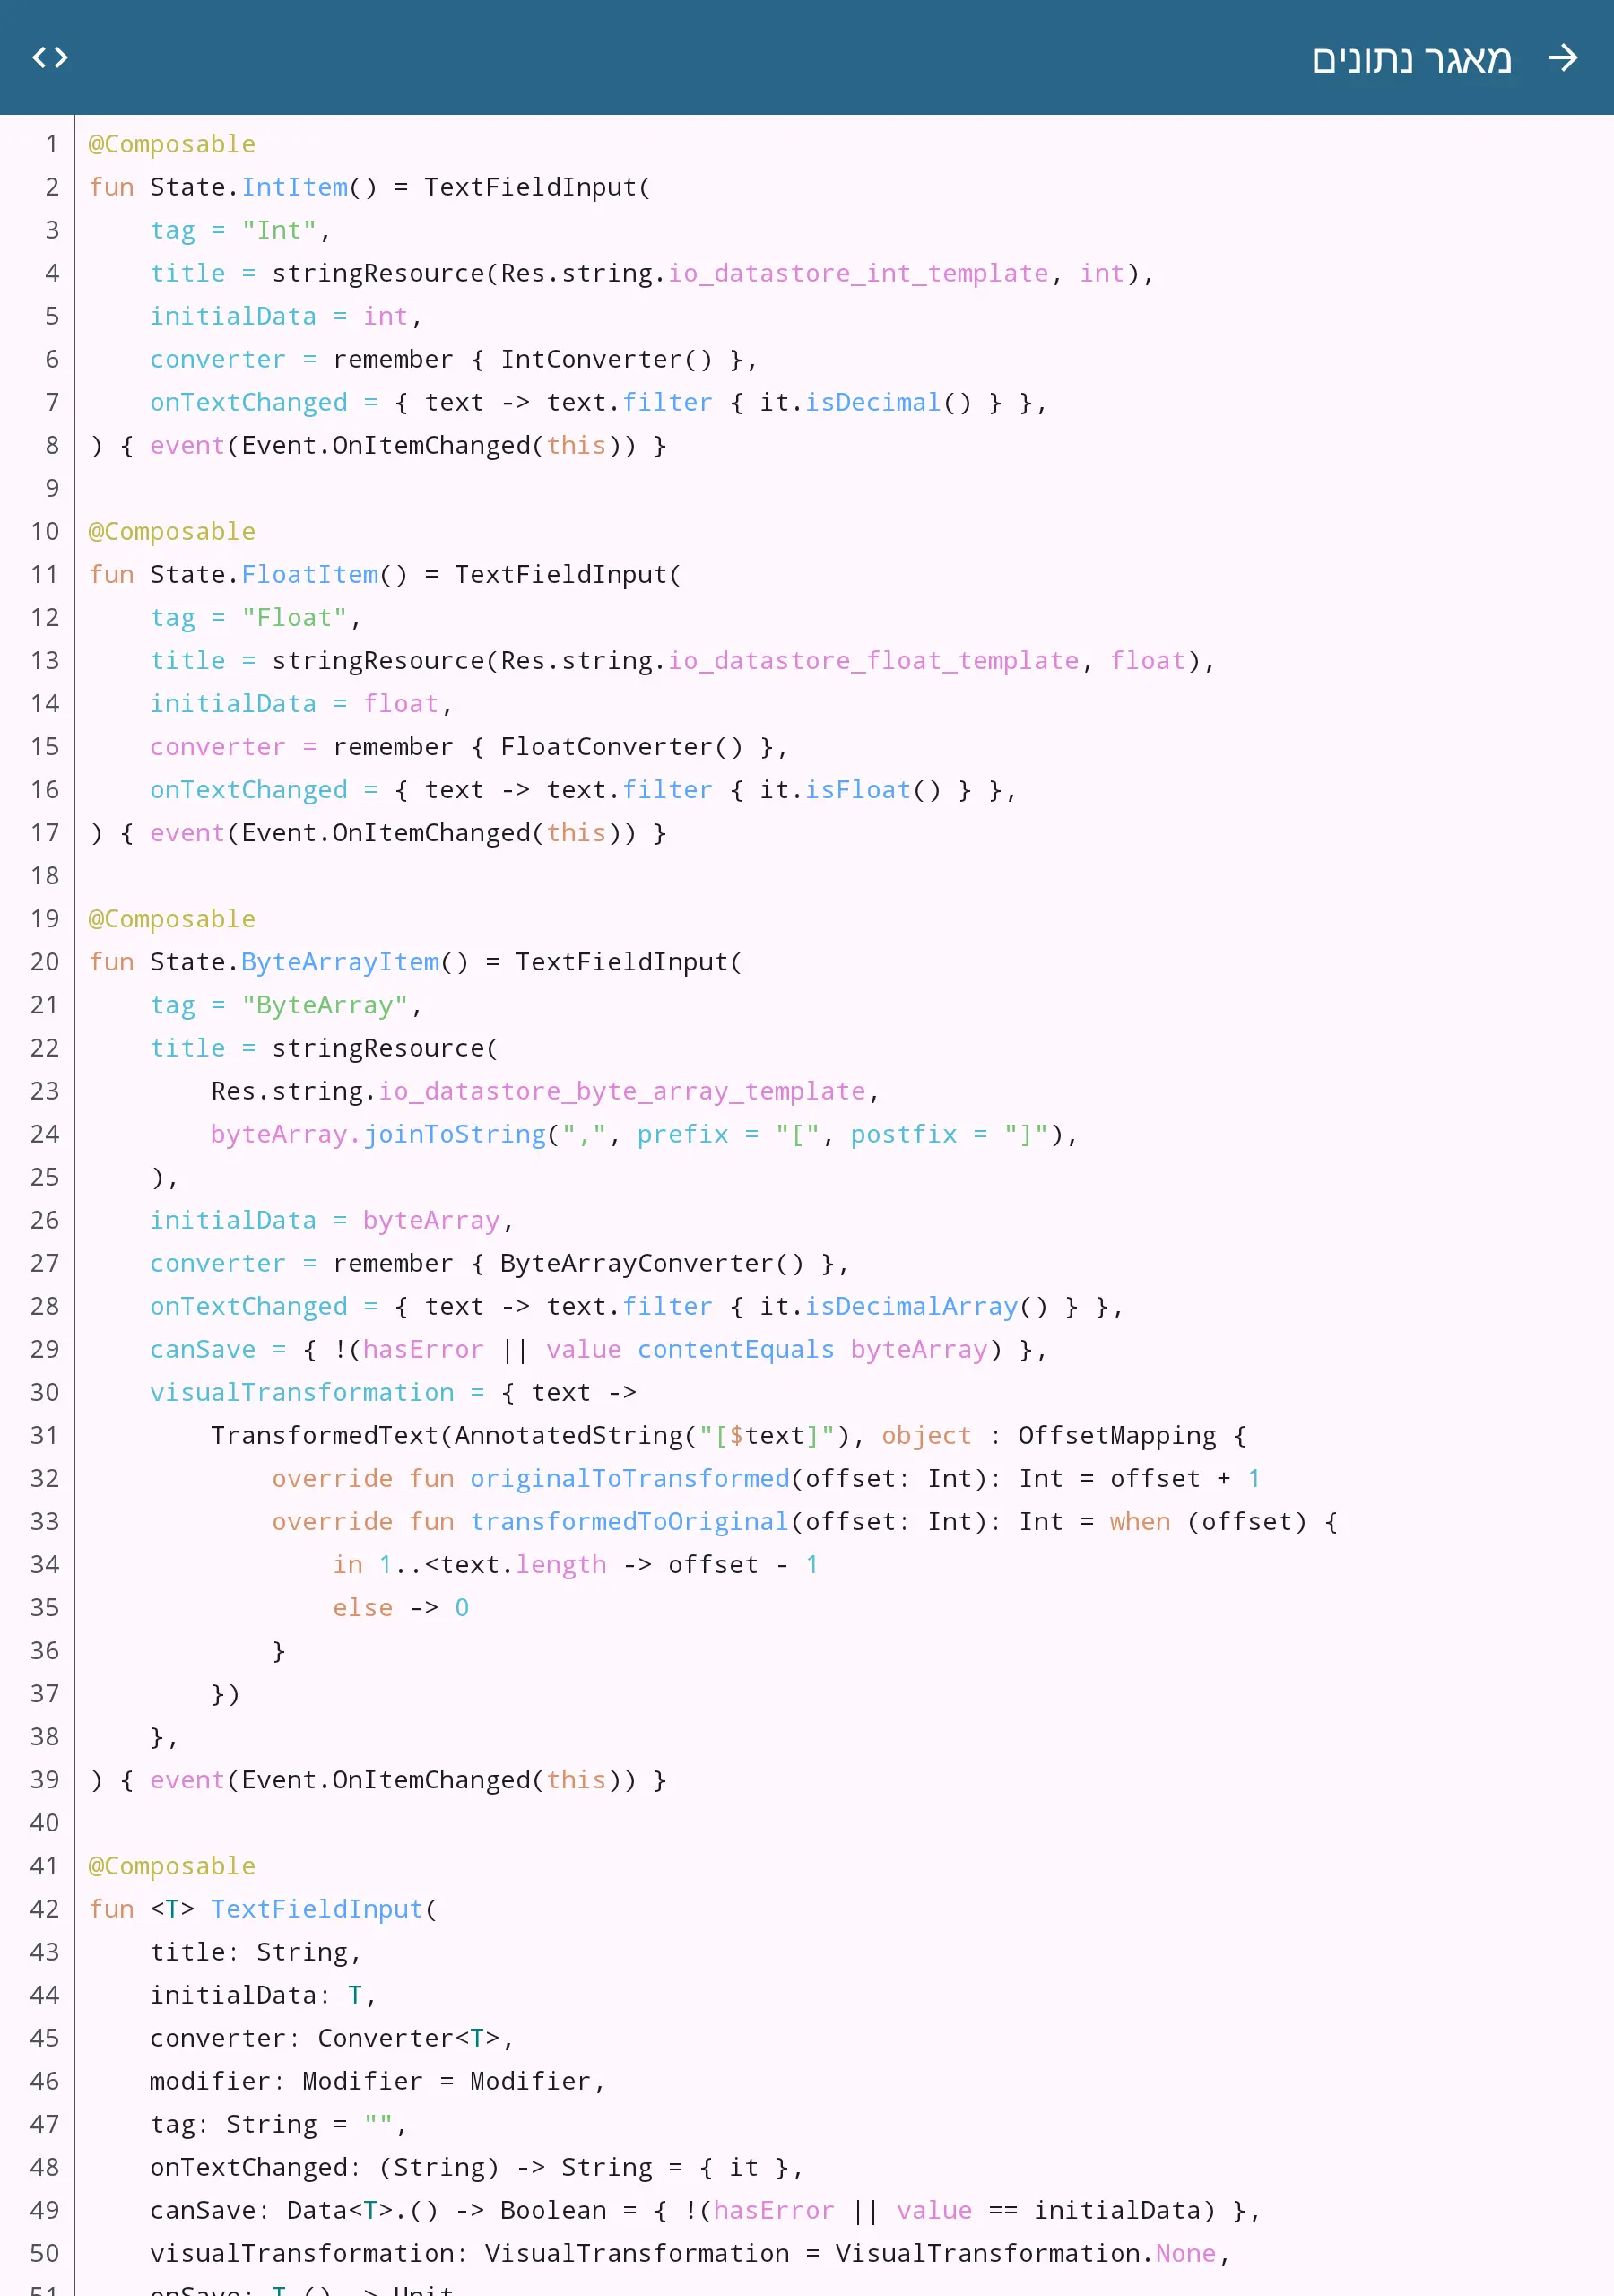 מאגר נתונים
1 @Composable
2 fun State.IntItem() = TextFieldInput(
3     tag = "Int",
4     title = stringResource(Res.string.io_datastore_int_template, int),
5     initialData = int,
6     converter = remember { IntConverter() },
7     onTextChanged = { text -> text.filter { it.isDecimal() } },
8 ) { event(Event.OnItemChanged(this)) }
9
10 @Composable
11 fun State.FloatItem() = TextFieldInput(
12     tag = "Float",
13     title = stringResource(Res.string.io_datastore_float_template, float),
14     initialData = float,
15     converter = remember { FloatConverter() },
16     onTextChanged = { text -> text.filter { it.isFloat() } },
17 ) { event(Event.OnItemChanged(this)) }
18
19 @Composable
20 fun State.ByteArrayItem() = TextFieldInput(
21     tag = "ByteArray",
22     title = stringResource(
23         Res.string.io_datastore_byte_array_template,
24         byteArray.joinToString(",", prefix = "[", postfix = "]"),
25     ),
26     initialData = byteArray,
27     converter = remember { ByteArrayConverter() },
28     onTextChanged = { text -> text.filter { it.isDecimalArray() } },
29     canSave = { !(hasError || value contentEquals byteArray) },
30     visualTransformation = { text ->
31         TransformedText(AnnotatedString("[$text]"), object : OffsetMapping {
32             override fun originalToTransformed(offset: Int): Int = offset + 1
33             override fun transformedToOriginal(offset: Int): Int = when (offset) {
34                 in 1..<text.length -> offset - 1
35                 else -> 0
36             }
37         })
38     },
39 ) { event(Event.OnItemChanged(this)) }
40
41 @Composable
42 fun <T> TextFieldInput(
43     title: String,
44     initialData: T,
45     converter: Converter<T>,
46     modifier: Modifier = Modifier,
47     tag: String = "",
48     onTextChanged: (String) -> String = { it },
49     canSave: Data<T>.() -> Boolean = { !(hasError || value == initialData) },
50     visualTransformation: VisualTransformation = VisualTransformation.None,
51     onSave: T.() -> Unit